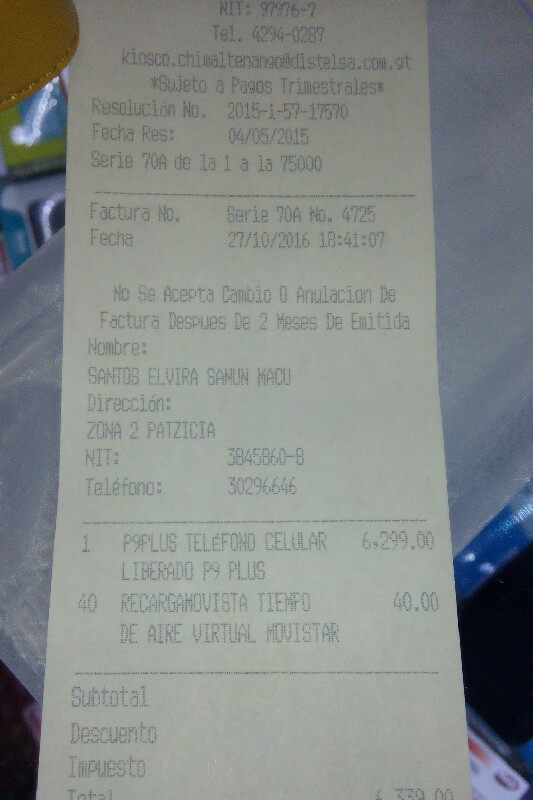 NIT: 97976-7
Tel. 4294-0287
kiosco.chimaltenango@distelsa.com.gt
*Sujeto a Pagos Trimestrales*
Resolución No. 2015-1-57-17570
Fecha Res: 04/05/2015
Serie 70A de la 1 a la 75000
Factura No. Serie 70A No. 4725
Fecha 27/10/2016 18:41:07
No Se Acepta Cambio O Anulacion De
Factura Despues De 2 Meses De Emitida
Nombre:
SANTOS ELVIRA SANUN MACU
Dirección:
ZONA 2 PATZICIA
NIT: 3845860-8
Teléfono: 30296646
1 P9PLUS TELéFONO CELULAR 6,299.00
LIBERADO P9 PLUS
40 RECARGAMOVISTA TIEMPO 40.00
DE AIRE VIRTUAL MOVISTAR
Subtotal
Descuento
Impuesto
Total 6,339.00